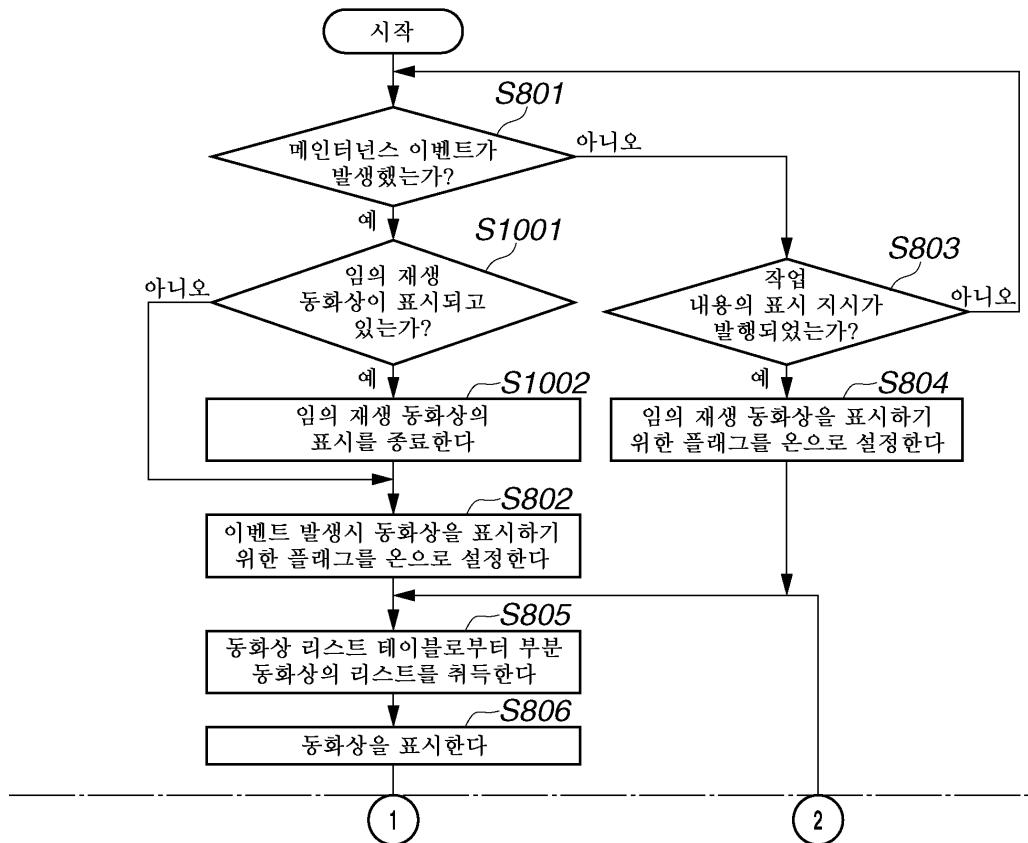 시작
S801
메인터넌스 이벤트가
발생했는가?
아니오
예
S1001
임의 재생
동화상이 표시되고
있는가?
아니오
예
S803
작업
내용의 표시 지시가
발행되었는가?
아니오
예
S1002
임의 재생 동화상의
표시를 종료한다
S804
임의 재생 동화상을 표시하기
위한 플래그를 온으로 설정한다
S802
이벤트 발생시 동화상을 표시하기
위한 플래그를 온으로 설정한다
S805
동화상 리스트 테이블로부터 부분
동화상의 리스트를 취득한다
S806
동화상을 표시한다
1
2